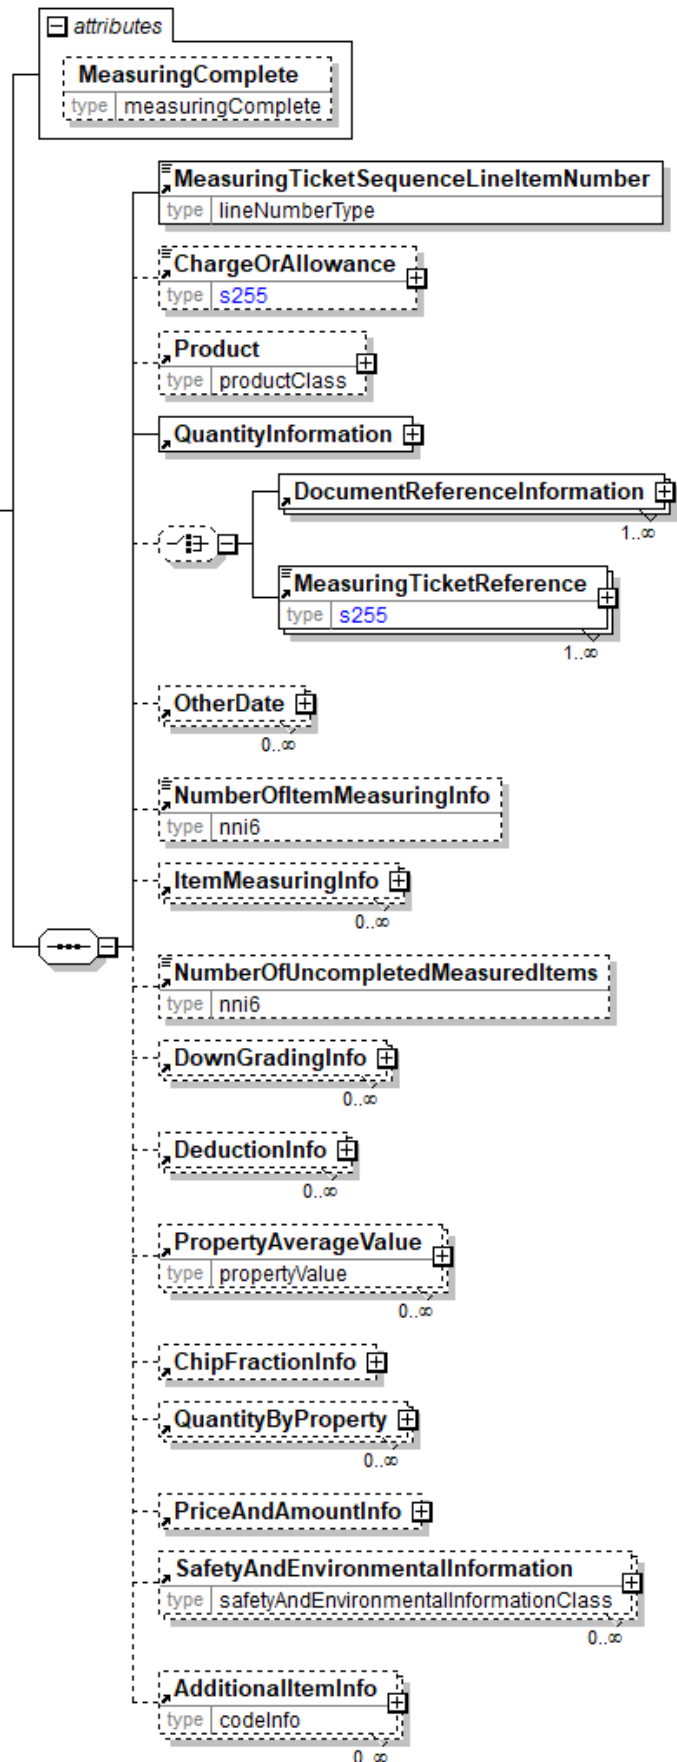 attributes
MeasuringComplete
type measuringComplete
MeasuringTicketSequenceLineItemNumber
type lineNumberType
ChargeOrAllowance
type s255
Product
type productClass
QuantityInformation
DocumentReferenceInformation
1..∞
MeasuringTicketReference
type s255
1..∞
OtherDate
0..∞
NumberOfItemMeasuringInfo
type nni6
ItemMeasuringInfo
0..∞
NumberOfUncompletedMeasuredItems
type nni6
DownGradingInfo
0..∞
DeductionInfo
0..∞
PropertyAverageValue
type propertyValue
0..∞
ChipFractionInfo
QuantityByProperty
0..∞
PriceAndAmountInfo
SafetyAndEnvironmentalInformation
type safetyAndEnvironmentalInformationClass
0..∞
AdditionalItemInfo
type codeInfo
0..∞